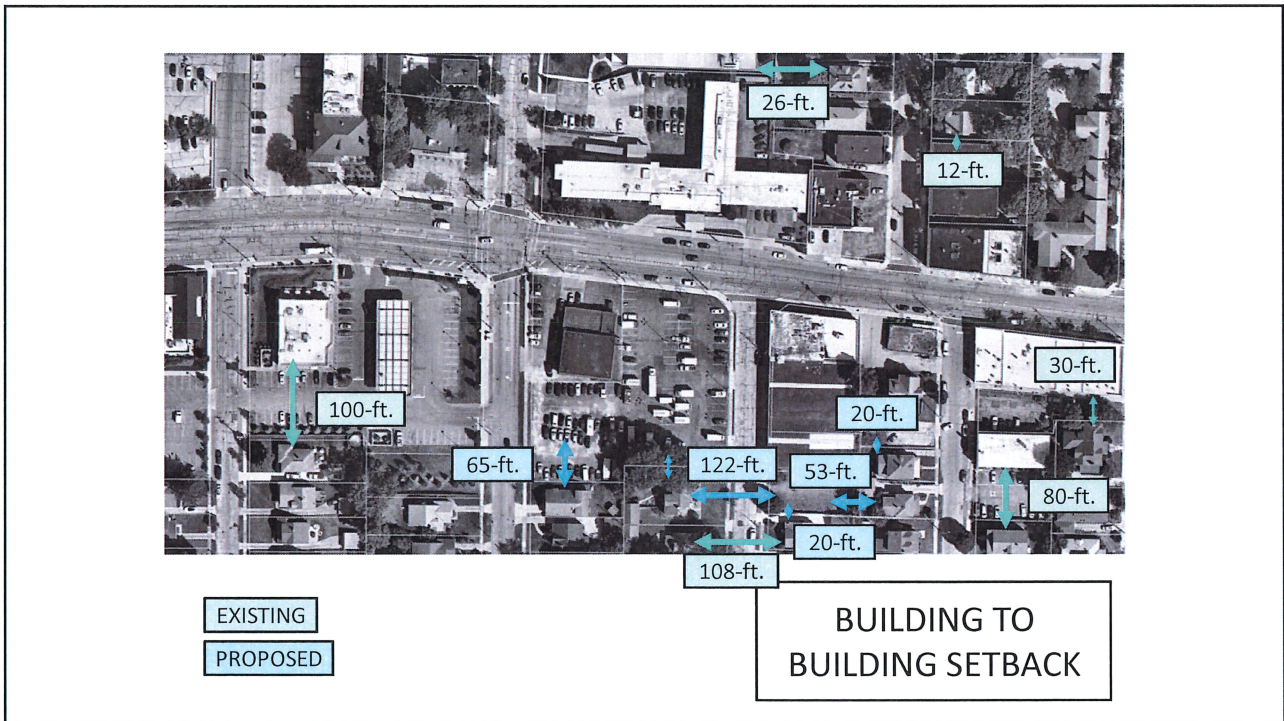 26-ft.
12-ft.
30-ft.
100-ft.
20-ft.
65-ft.
122-ft.
53-ft.
80-ft.
20-ft.
108-ft.
EXISTING
PROPOSED
BUILDING TO
BUILDING SETBACK